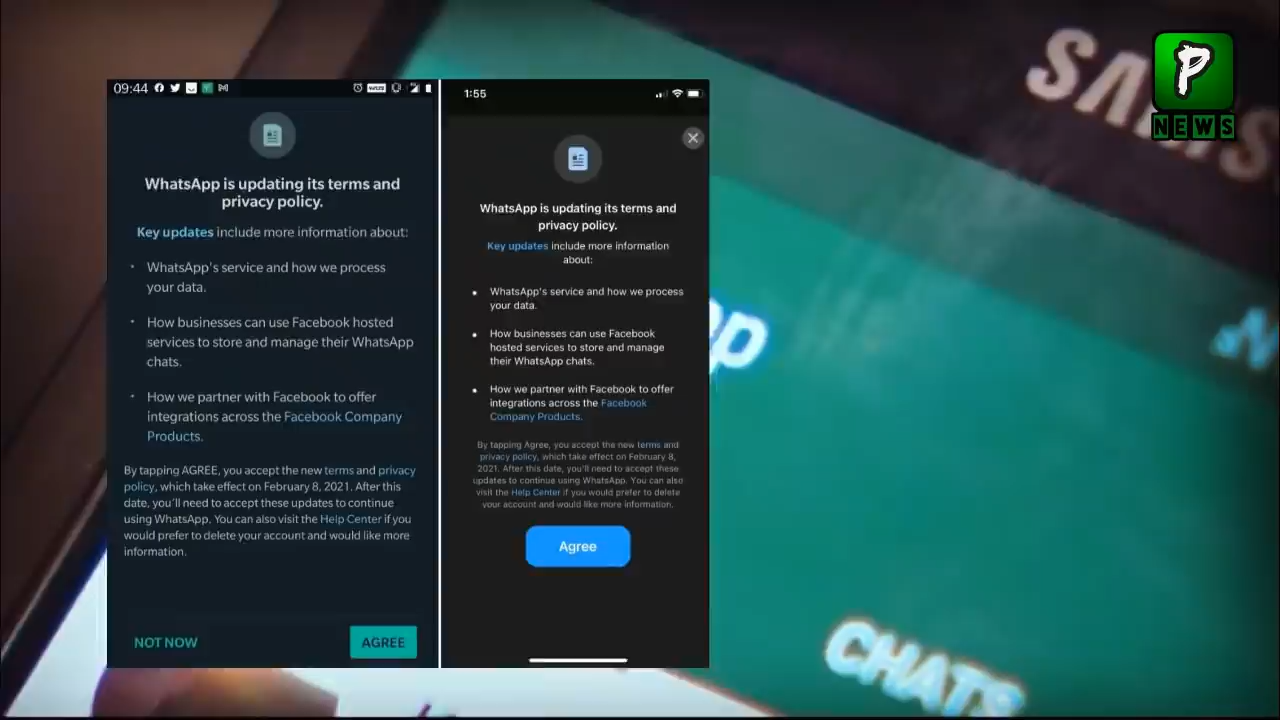 09:44
WhatsApp is updating its terms and
privacy policy.
Key updates include more information about:
• WhatsApp's service and how we process
your data.
• How businesses can use Facebook hosted
services to store and manage their WhatsApp
chats.
• How we partner with Facebook to offer
integrations across the Facebook Company
Products.
By tapping AGREE, you accept the new terms and privacy
policy, which take effect on February 8, 2021. After this
date, you'll need to accept these updates to continue
using WhatsApp. You can also visit the Help Center if you
would prefer to delete your account and would like more
information.
NOT NOW
AGREE
1:55
WhatsApp is updating its terms and
privacy policy.
Key updates include more information
about:
• WhatsApp's service and how we process
your data.
• How businesses can use Facebook
hosted services to store and manage
their WhatsApp chats.
• How we partner with Facebook to offer
integrations across the Facebook
Company Products.
By tapping Agree, you accept the new terms and
privacy policy, which take effect on February 8,
2021. After this date, you'll need to accept these
updates to continue using WhatsApp. You can also
visit the Help Center if you would prefer to delete
your account and would like more information.
Agree
P
NEWS
CHATS